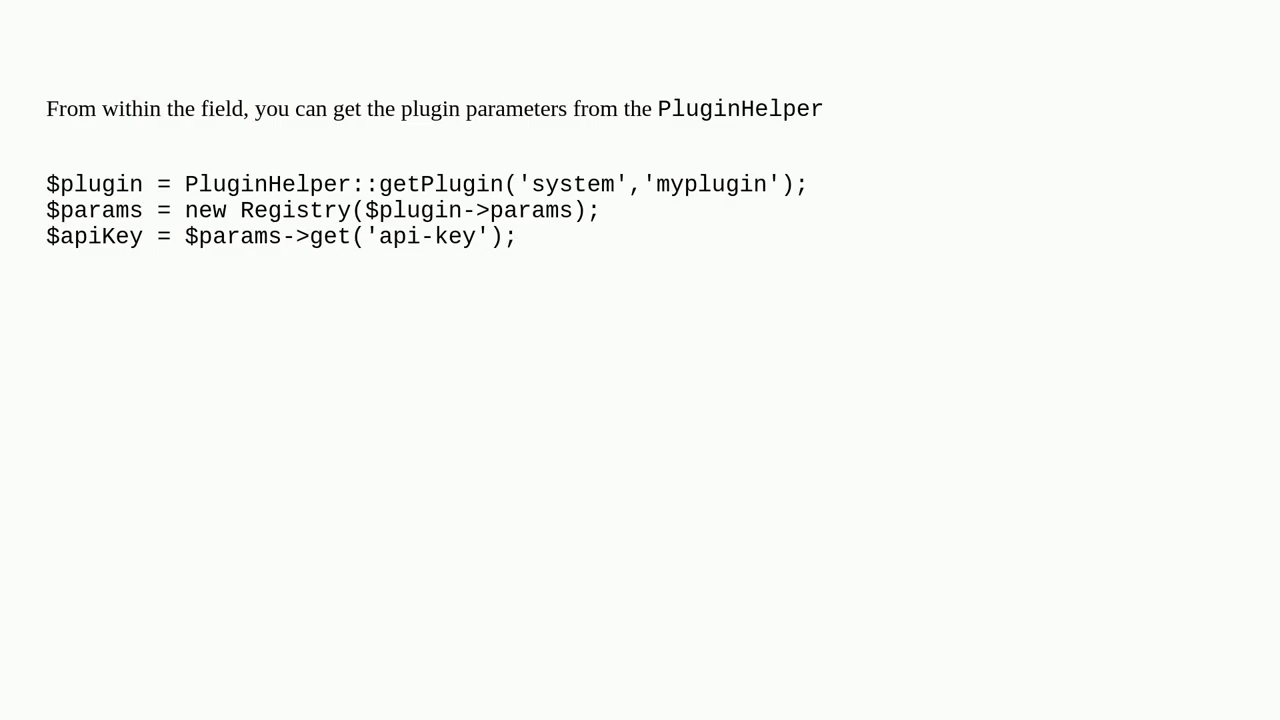 From within the field, you can get the plugin parameters from the PluginHelper
$plugin = PluginHelper::getPlugin('system','myplugin');
$params = new Registry($plugin->params);
$apiKey = $params->get('api-key');